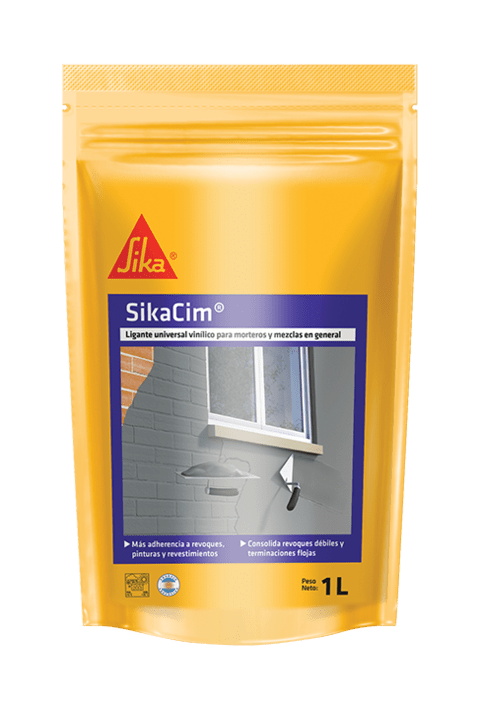 Sika®
SikaCim®
Ligante universal vinílico para morteros y mezclas en general
Más adherencia a revoques,
pinturas y revestimientos
Consolida revoques débiles y
terminaciones flojas
Peso
Neto: 1 L